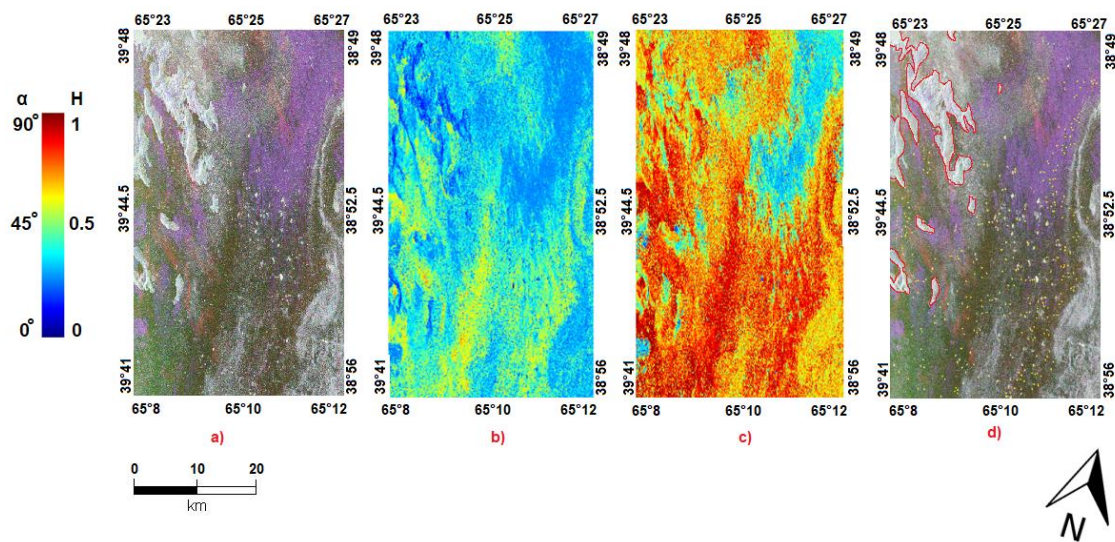 65°23 65°25 65°27 65°23 65°25 65°27 65°23 65°25 65°27 65°23 65°25 65°27
39°48 38°49 39°48 38°49 39°48 38°49 39°48 38°49
α H
90° 1
45° 0.5
0° 0
39°44.5 38°52.5 39°44.5 38°52.5 39°44.5 38°52.5 39°44.5 38°52.5
39°41 38°56 39°41 38°56 39°41 38°56 39°41 38°56
65°8 65°10 65°12 65°8 65°10 65°12 65°8 65°10 65°12 65°8 65°10 65°12
a) b) c) d)
0 10 20
km
N